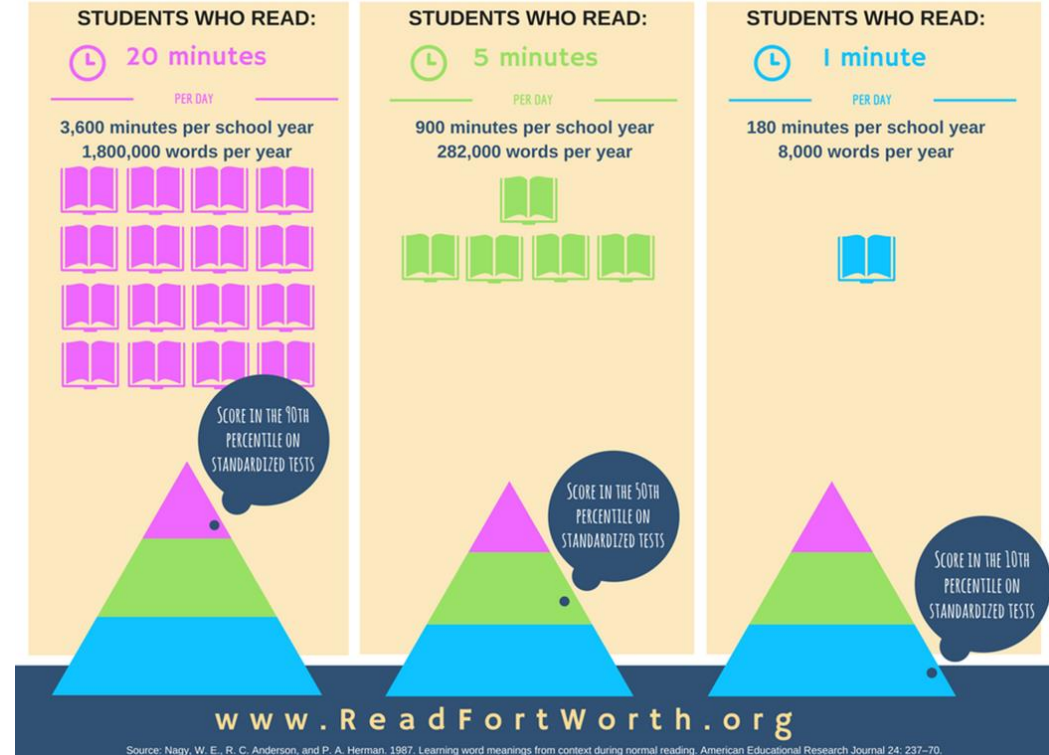 STUDENTS WHO READ:
20 minutes
PER DAY
3,600 minutes per school year
1,800,000 words per year
SCORE IN THE 90TH
PERCENTILE ON
STANDARDIZED TESTS
STUDENTS WHO READ:
5 minutes
PER DAY
900 minutes per school year
282,000 words per year
SCORE IN THE 50TH
PERCENTILE ON
STANDARDIZED TESTS
STUDENTS WHO READ:
1 minute
PER DAY
180 minutes per school year
8,000 words per year
SCORE IN THE 10TH
PERCENTILE ON
STANDARDIZED TESTS
www.ReadFortWorth.org
Source: Nagy, W. E., R. C. Anderson, and P. A. Herman. 1987. Learning word meanings from context during normal reading. American Educational Research Journal 24: 237–70.